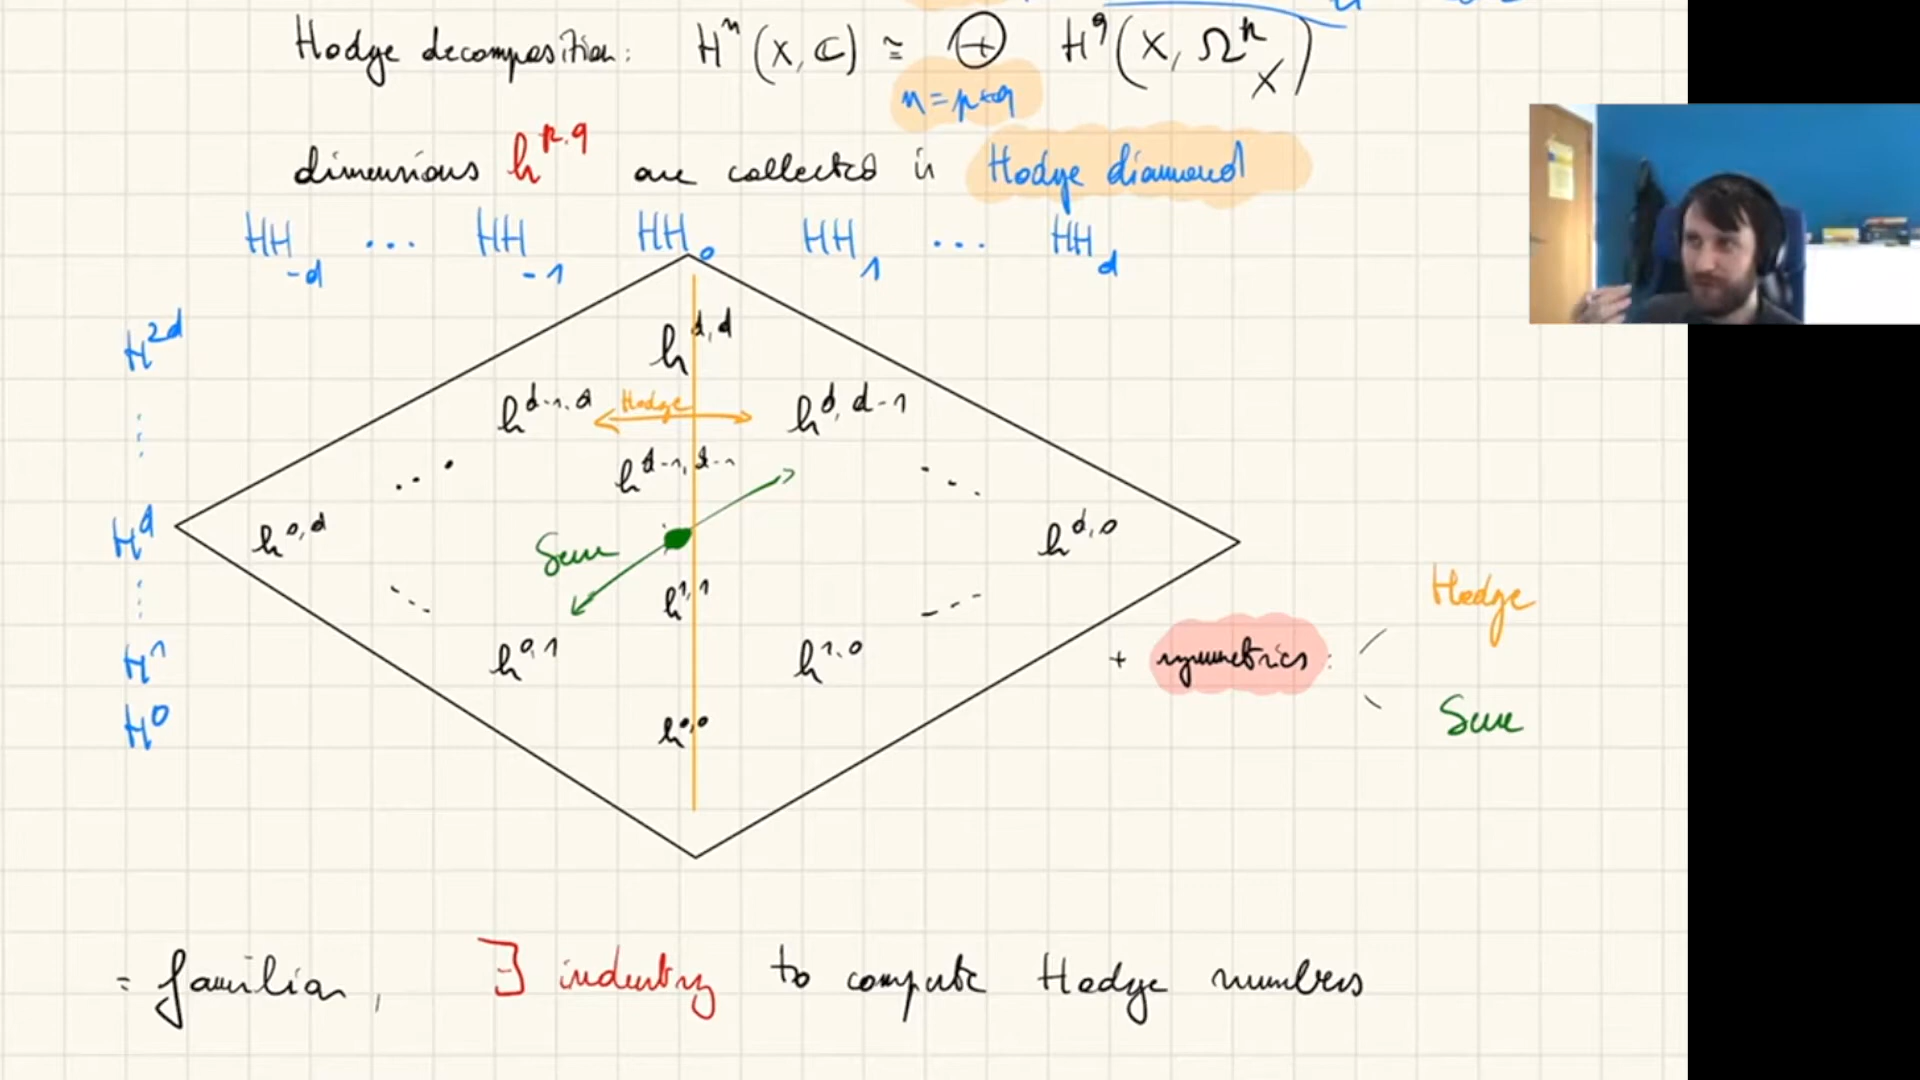 Hodge decomposition: Hⁿ(X, ℂ) ≃ ⊕ H^q(X, Ω^p_X)
n=p+q
dimensions h^{p,q} are collected in Hodge diamond
HH_{-d} ... HH_{-1} HH_0 HH_1 ... HH_d
H^{2d} h^{d,d}
h^{d-1,d} Hodge h^{d,d-1}
h^{d-1,d-1}
H^d h^{0,d} Serre h^{d,0}
h^{1,1} Hodge
H^1 h^{0,1} h^{1,0} + symmetries:
H^0 h^{0,0} Serre
= familiar, ∃ industry to compute Hodge numbers